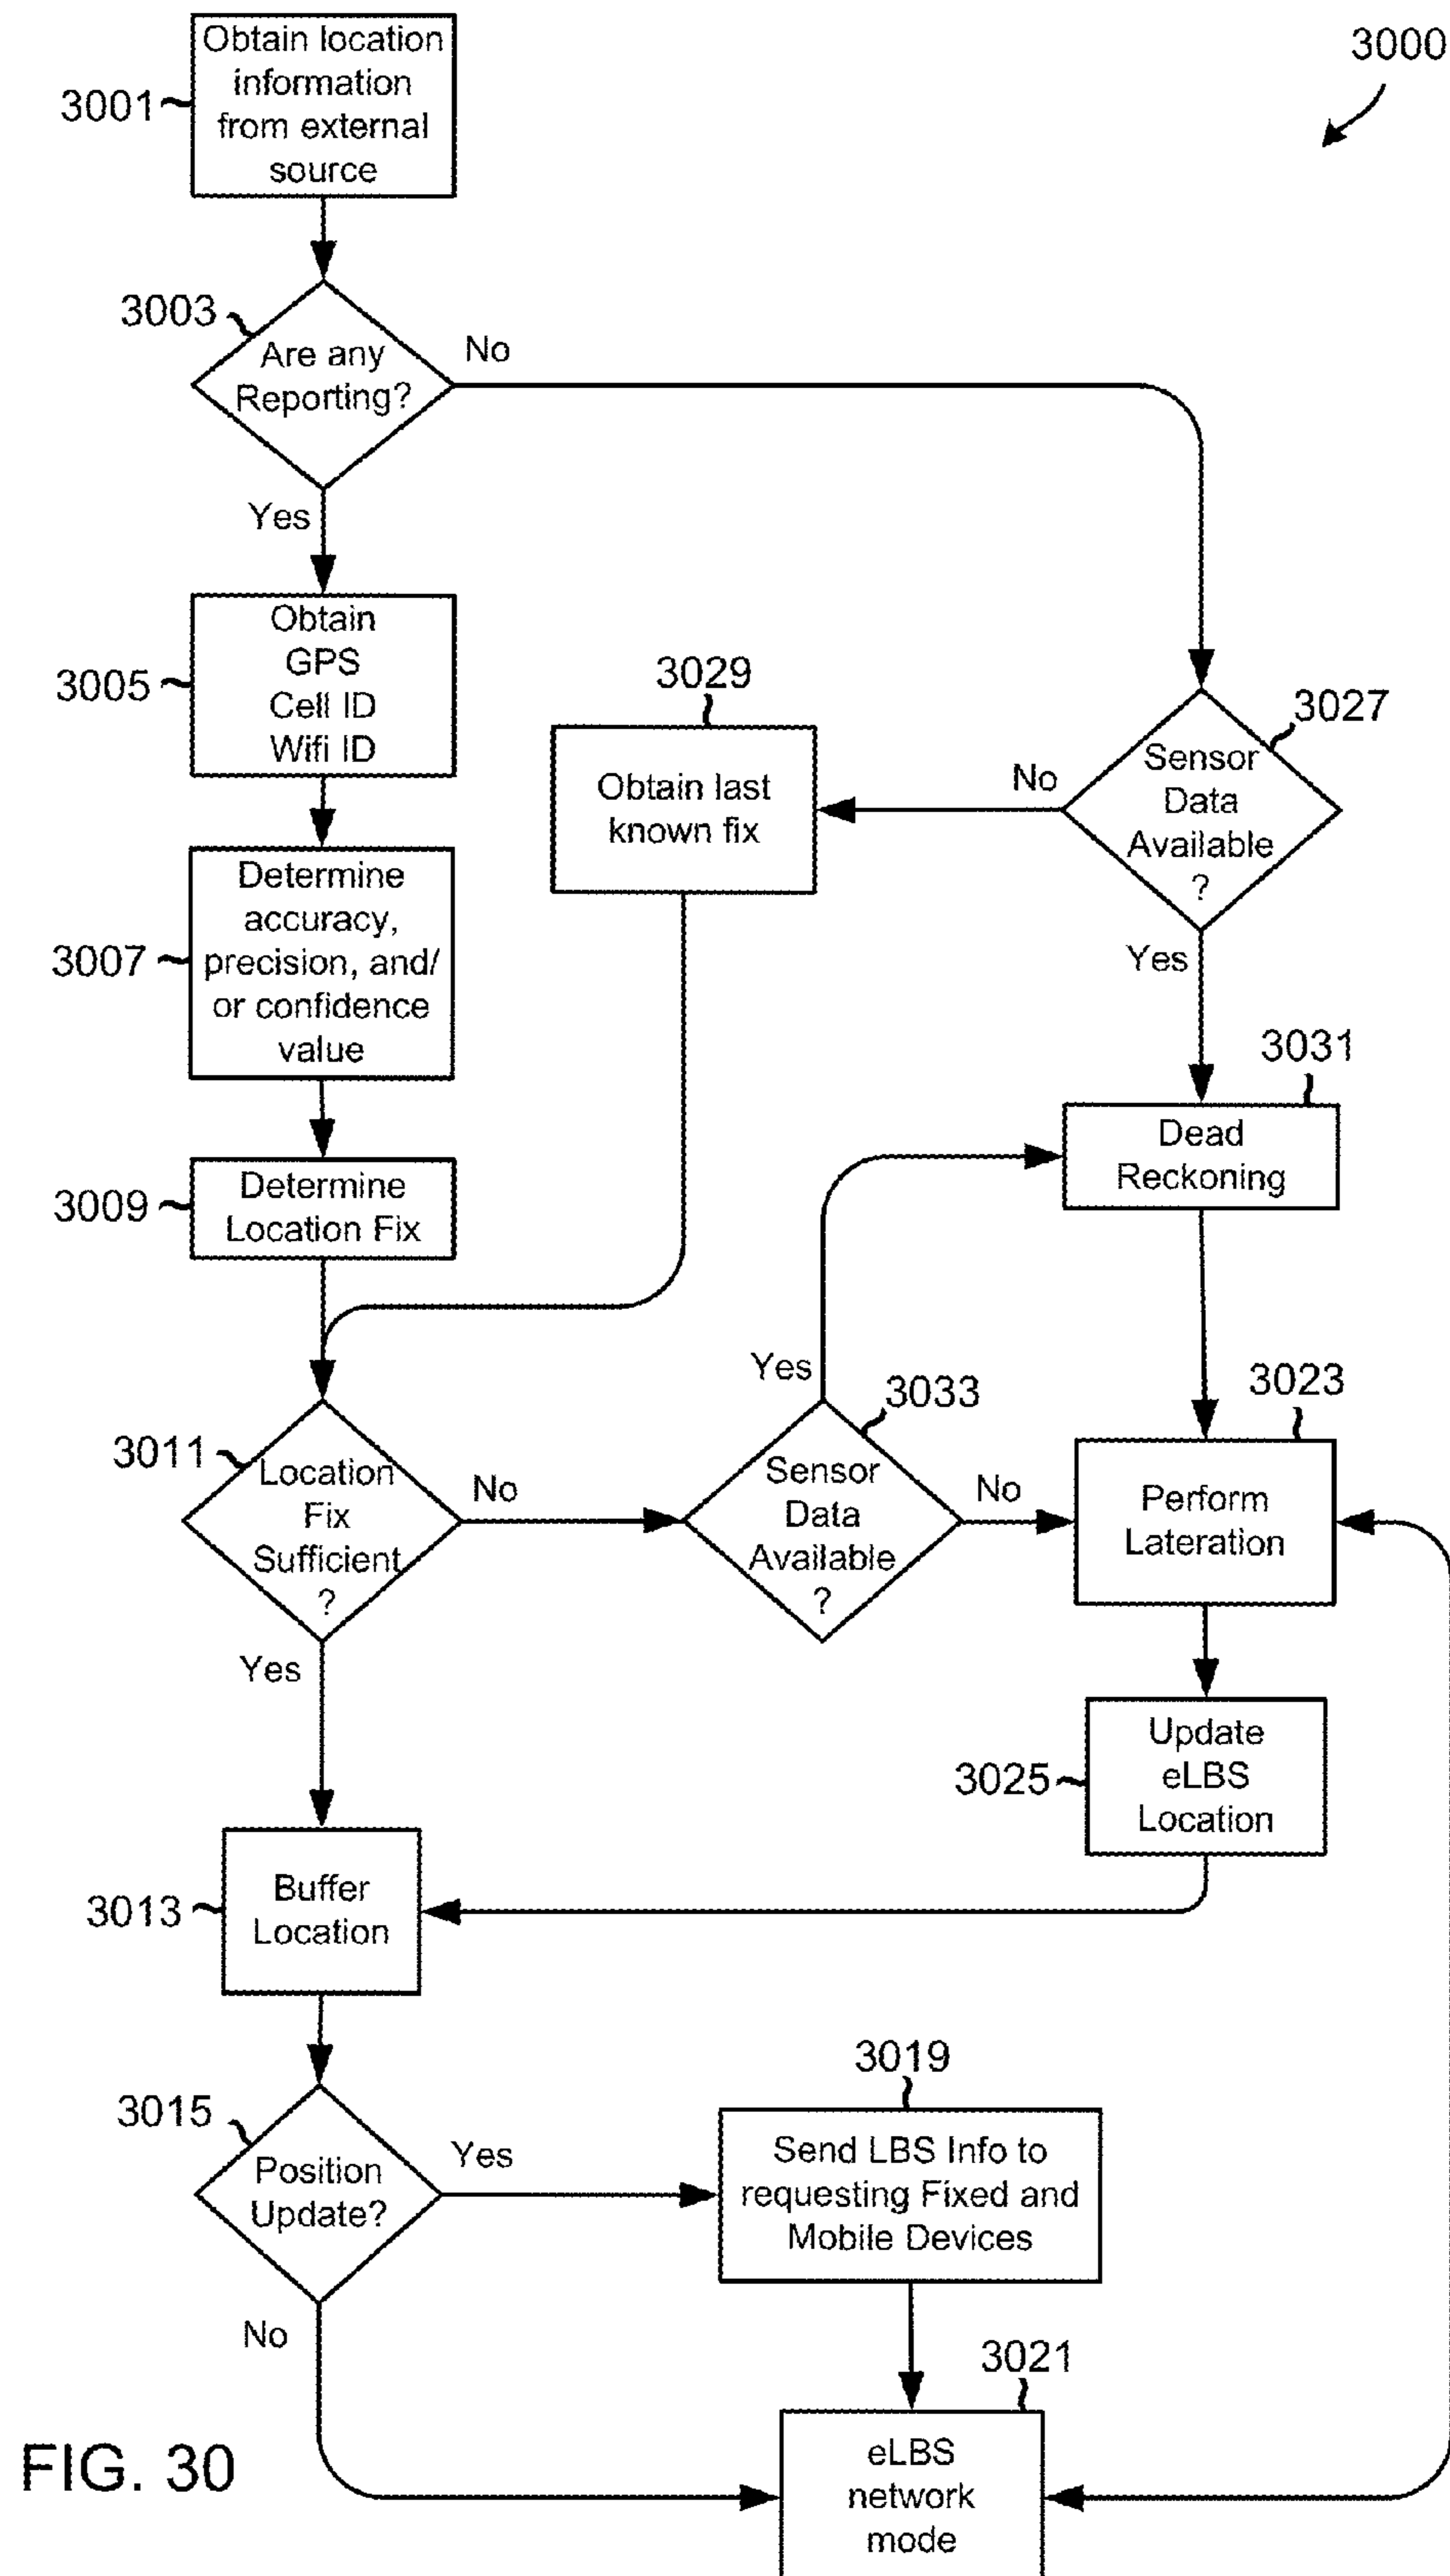 3000
Obtain location
information
from external
source
3001
3003
Are any
Reporting?
No
Yes
Obtain
GPS
Cell ID
Wifi ID
3005
3029
Obtain last
known fix
No
3027
Sensor
Data
Available
?
Yes
Determine
accuracy,
precision, and/
or confidence
value
3007
3031
Dead
Reckoning
Determine
Location Fix
3009
3011
Location
Fix
Sufficient
?
No
Yes
Yes
3033
Sensor
Data
Available
?
No
3023
Perform
Lateration
Update
eLBS
Location
3025
Buffer
Location
3013
3015
Position
Update?
Yes
No
3019
Send LBS Info to
requesting Fixed and
Mobile Devices
3021
eLBS
network
mode
FIG. 30